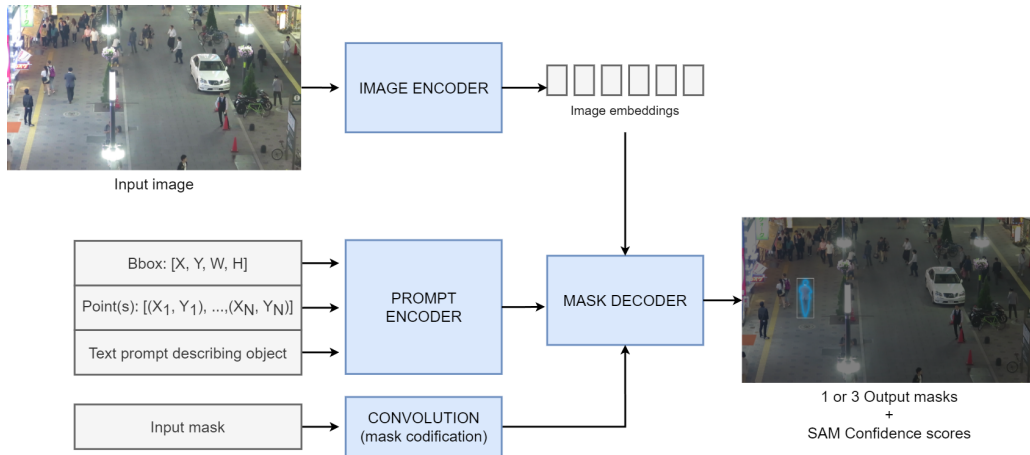 IMAGE ENCODER
Image embeddings
Input image
Bbox: [X, Y, W, H]
Point(s): [(X1, Y1), ...,(XN, YN)]
Text prompt describing object
PROMPT
ENCODER
MASK DECODER
Input mask
CONVOLUTION
(mask codification)
1 or 3 Output masks
+
SAM Confidence scores